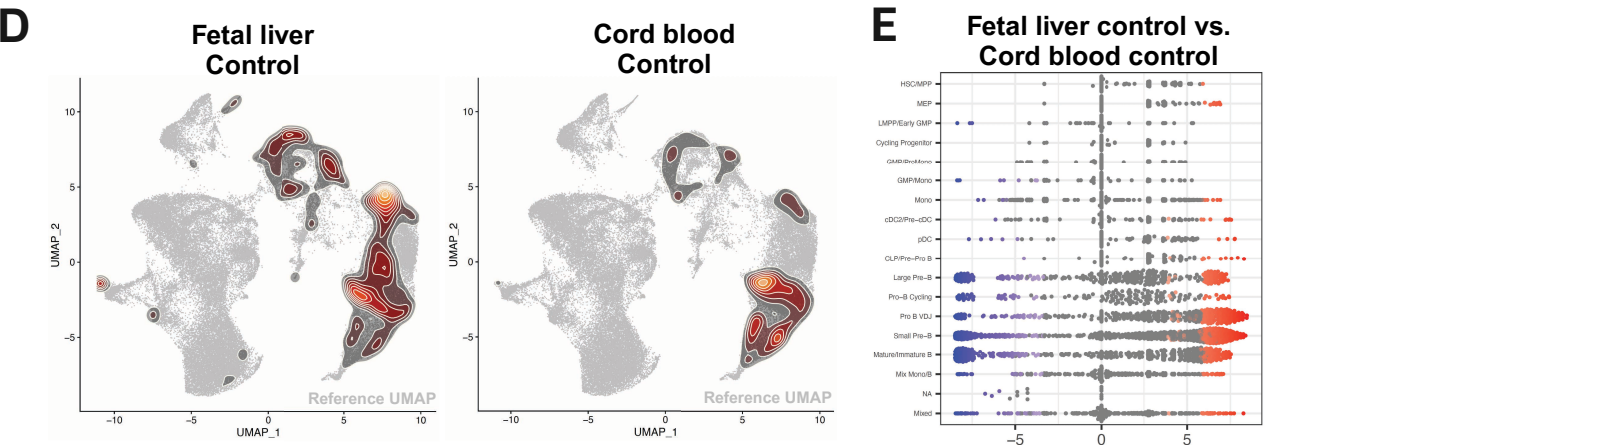 D
Fetal liver
Control
Cord blood
Control
10
5
0
−5
UMAP_2
−10
−5
0
5
10
UMAP_1
Reference UMAP
10
5
0
−5
UMAP_2
−10
−5
0
5
10
UMAP_1
Reference UMAP
E
Fetal liver control vs.
Cord blood control
HSC/MPP
MEP
LMPP/Early GMP
Cycling Progenitor
GMP/ProMono
GMP/Mono
Mono
cDC2/Pre−cDC
pDC
CLP/Pre−Pro B
Large Pre−B
Pro−B Cycling
Pro B VDJ
Small Pre−B
Mature/Immature B
Mix Mono/B
NA
Mixed
−5
0
5